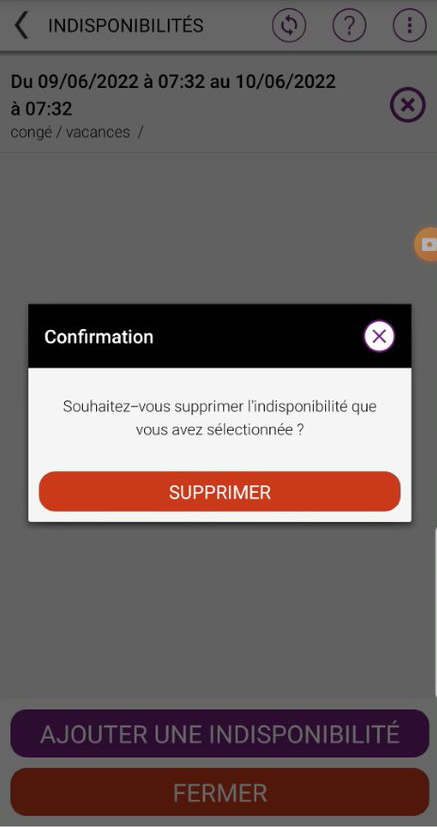 INDISPONIBILITÉS
?
Du 09/06/2022 à 07:32 au 10/06/2022
à 07:32
congé / vacances /
Confirmation
Souhaitez-vous supprimer l'indisponibilité que
vous avez sélectionnée ?
SUPPRIMER
AJOUTER UNE INDISPONIBILITÉ
FERMER